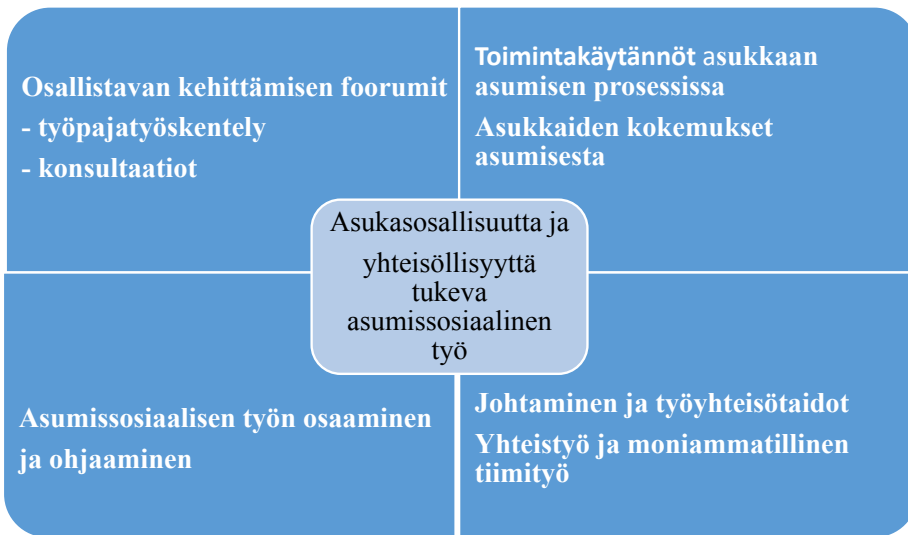 Osallistavan kehittämisen foorumit
- työpajatyöskentely
- konsultaatiot
Toimintakäytännöt asukkaan
asumisen prosessissa
Asukkaiden kokemukset
asumisesta
Asukasosallisuutta ja
yhteisöllisyyttä
tukeva
asumissosiaalinen
työ
Asumissosiaalisen työn osaaminen
ja ohjaaminen
Johtaminen ja työyhteisötaidot
Yhteistyö ja moniammatillinen
tiimityö